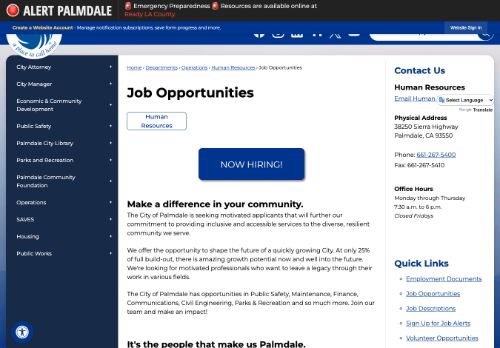 ALERT PALMDALE
🚨 Emergency Preparedness 🚨 Resources are available online at
Ready LA County.
Create a Website Account - Manage notification subscriptions, save form progress and more.
Website Sign In
a place to call home
City Attorney +
City Manager +
Economic & Community
Development +
Public Safety +
Palmdale City Library +
Parks and Recreation +
Palmdale Community
Foundation +
Operations +
SAVES +
Housing +
Public Works +
Home › Departments › Operations › Human Resources › Job Opportunities
Job Opportunities
Human
Resources
NOW HIRING!
Make a difference in your community.
The City of Palmdale is seeking motivated applicants that will further our
commitment to providing inclusive and accessible services to the diverse, resilient
community we serve.
We offer the opportunity to shape the future of a quickly growing City. At only 25%
of full build-out, there is amazing growth potential now and well into the future.
We're looking for motivated professionals who want to leave a legacy through their
work in various fields.
The City of Palmdale has opportunities in Public Safety, Maintenance, Finance,
Communications, Civil Engineering, Parks & Recreation and so much more. Join our
team and make an impact!
It's the people that make us Palmdale.
Contact Us
Human Resources
Email Human
Select Language
Google Translate
Physical Address
38250 Sierra Highway
Palmdale, CA 93550
Phone: 661-267-5400
Fax: 661-267-5410
Office Hours
Monday through Thursday
7:30 a.m. to 6 p.m.
Closed Fridays
Quick Links
Employment Documents
Job Opportunities
Job Descriptions
Sign Up for Job Alerts
Volunteer Opportunities